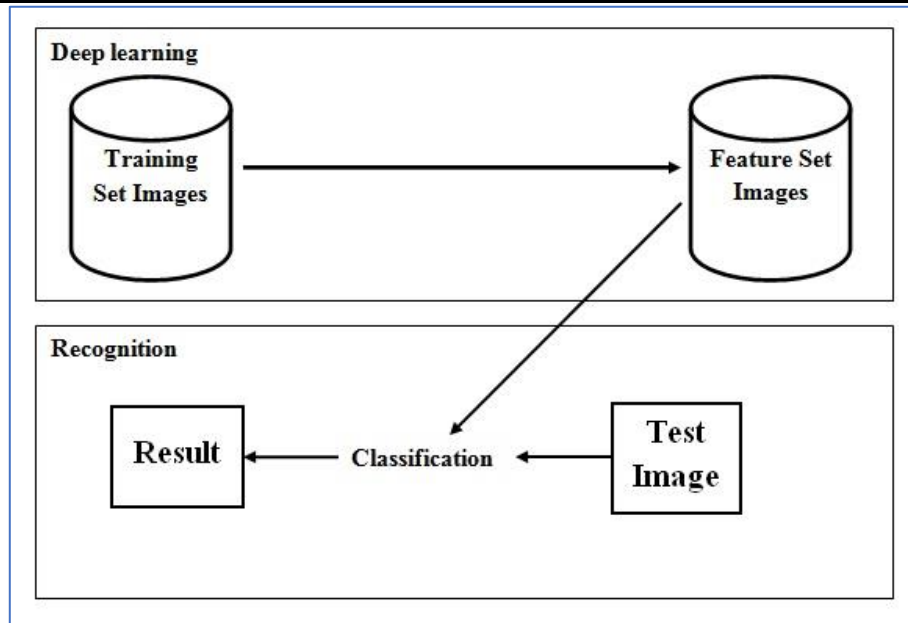 Deep learning
Training
Set Images
Feature Set
Images
Recognition
Result
Classification
Test
Image